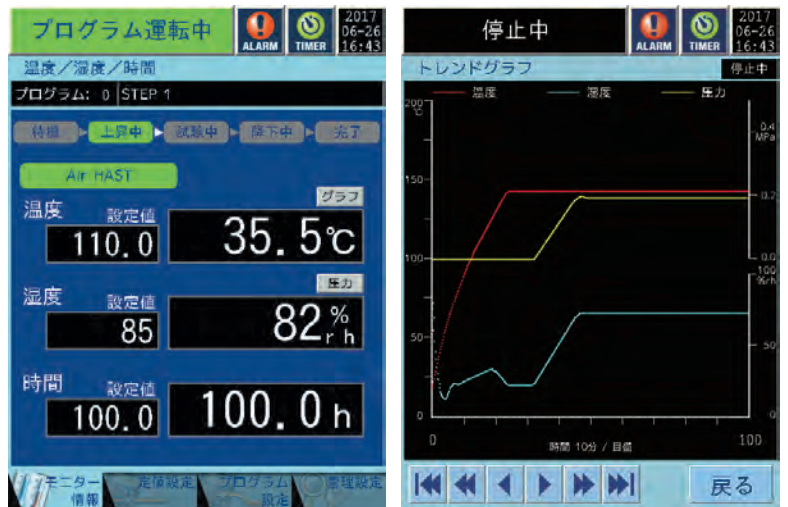 プログラム運転中
ALARM
TIMER
2017
06-26
16:43
温度／湿度／時間
プログラム: 0 STEP 1
待機
上昇中
試験中
降下中
完了
Air HAST
グラフ
温度 設定値
110.0
35.5℃
圧力
湿度 設定値
85
82%rh
時間 設定値
100.0
100.0h
モニター情報
定値設定
プログラム設定
管理設定
停止中
ALARM
TIMER
2017
06-26
16:43
トレンドグラフ
停止中
温度
湿度
圧力
200
℃
150
100
50
0
0.4
MPa
0.2
0.0
100
%rh
50
0
0
時間 10分 / 目盛
100
戻る